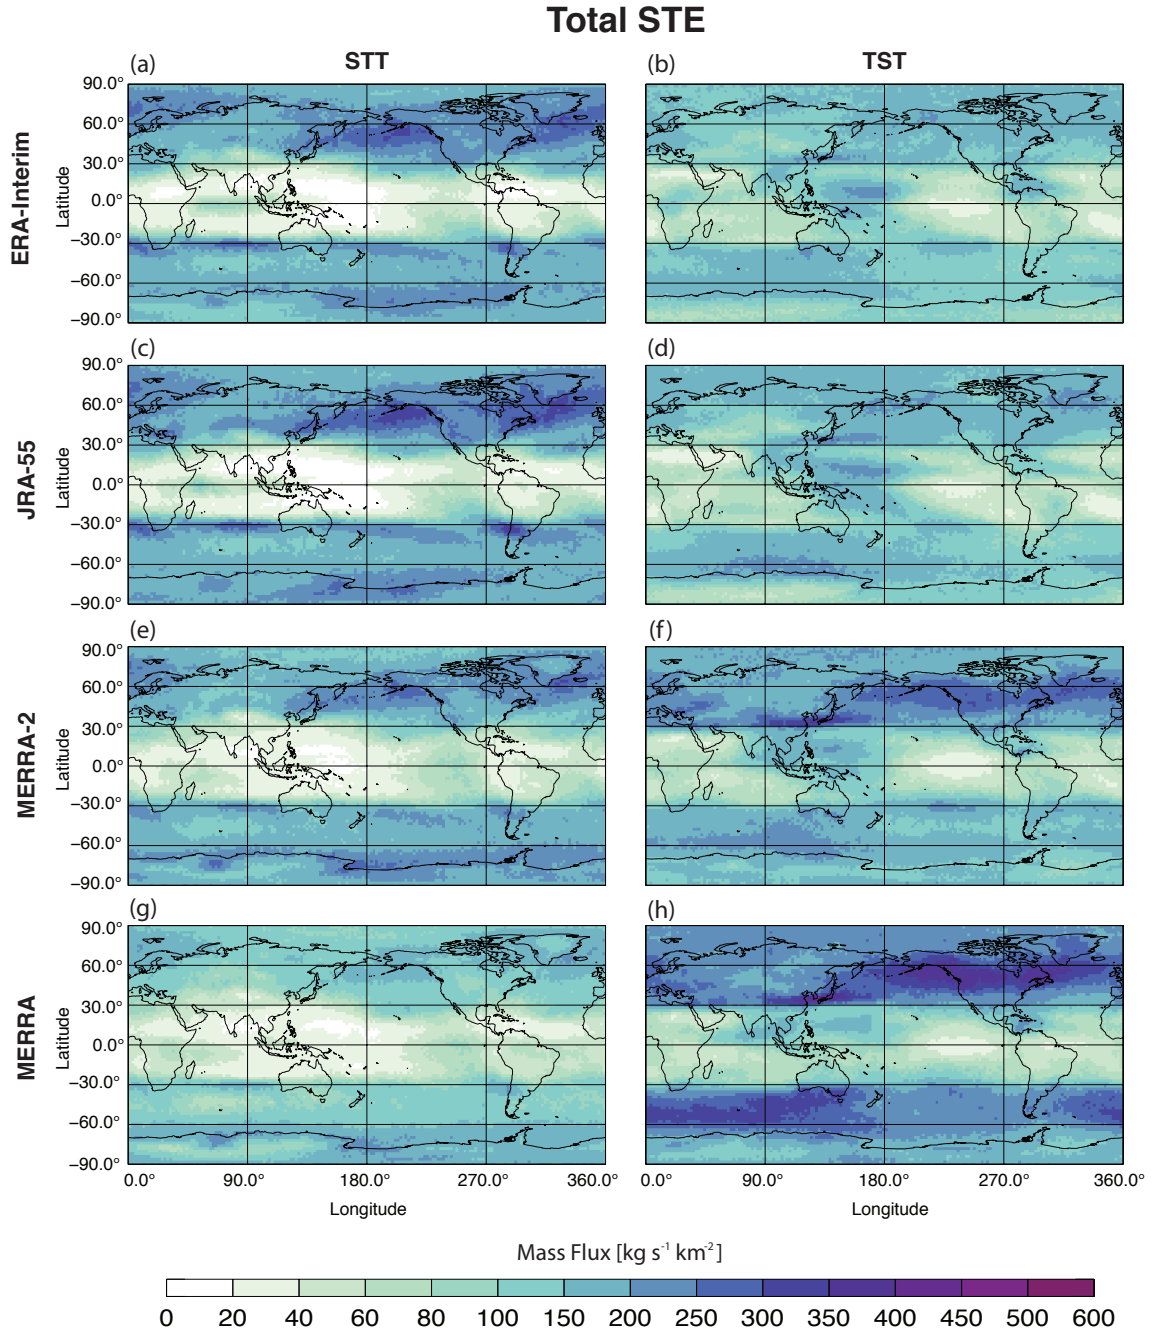 Total STE
STT
TST
(a)
(b)
90.0°
60.0°
30.0°
0.0°
−30.0°
−60.0°
−90.0°
Latitude
ERA-Interim
(c)
(d)
90.0°
60.0°
30.0°
0.0°
−30.0°
−60.0°
−90.0°
Latitude
JRA-55
(e)
(f)
90.0°
60.0°
30.0°
0.0°
−30.0°
−60.0°
−90.0°
Latitude
MERRA-2
(g)
(h)
90.0°
60.0°
30.0°
0.0°
−30.0°
−60.0°
−90.0°
Latitude
MERRA
0.0° 90.0° 180.0° 270.0° 360.0°
0.0° 90.0° 180.0° 270.0° 360.0°
Longitude
Longitude
Mass Flux [kg s⁻¹ km⁻²]
0 20 40 60 80 100 150 200 250 300 350 400 450 500 600